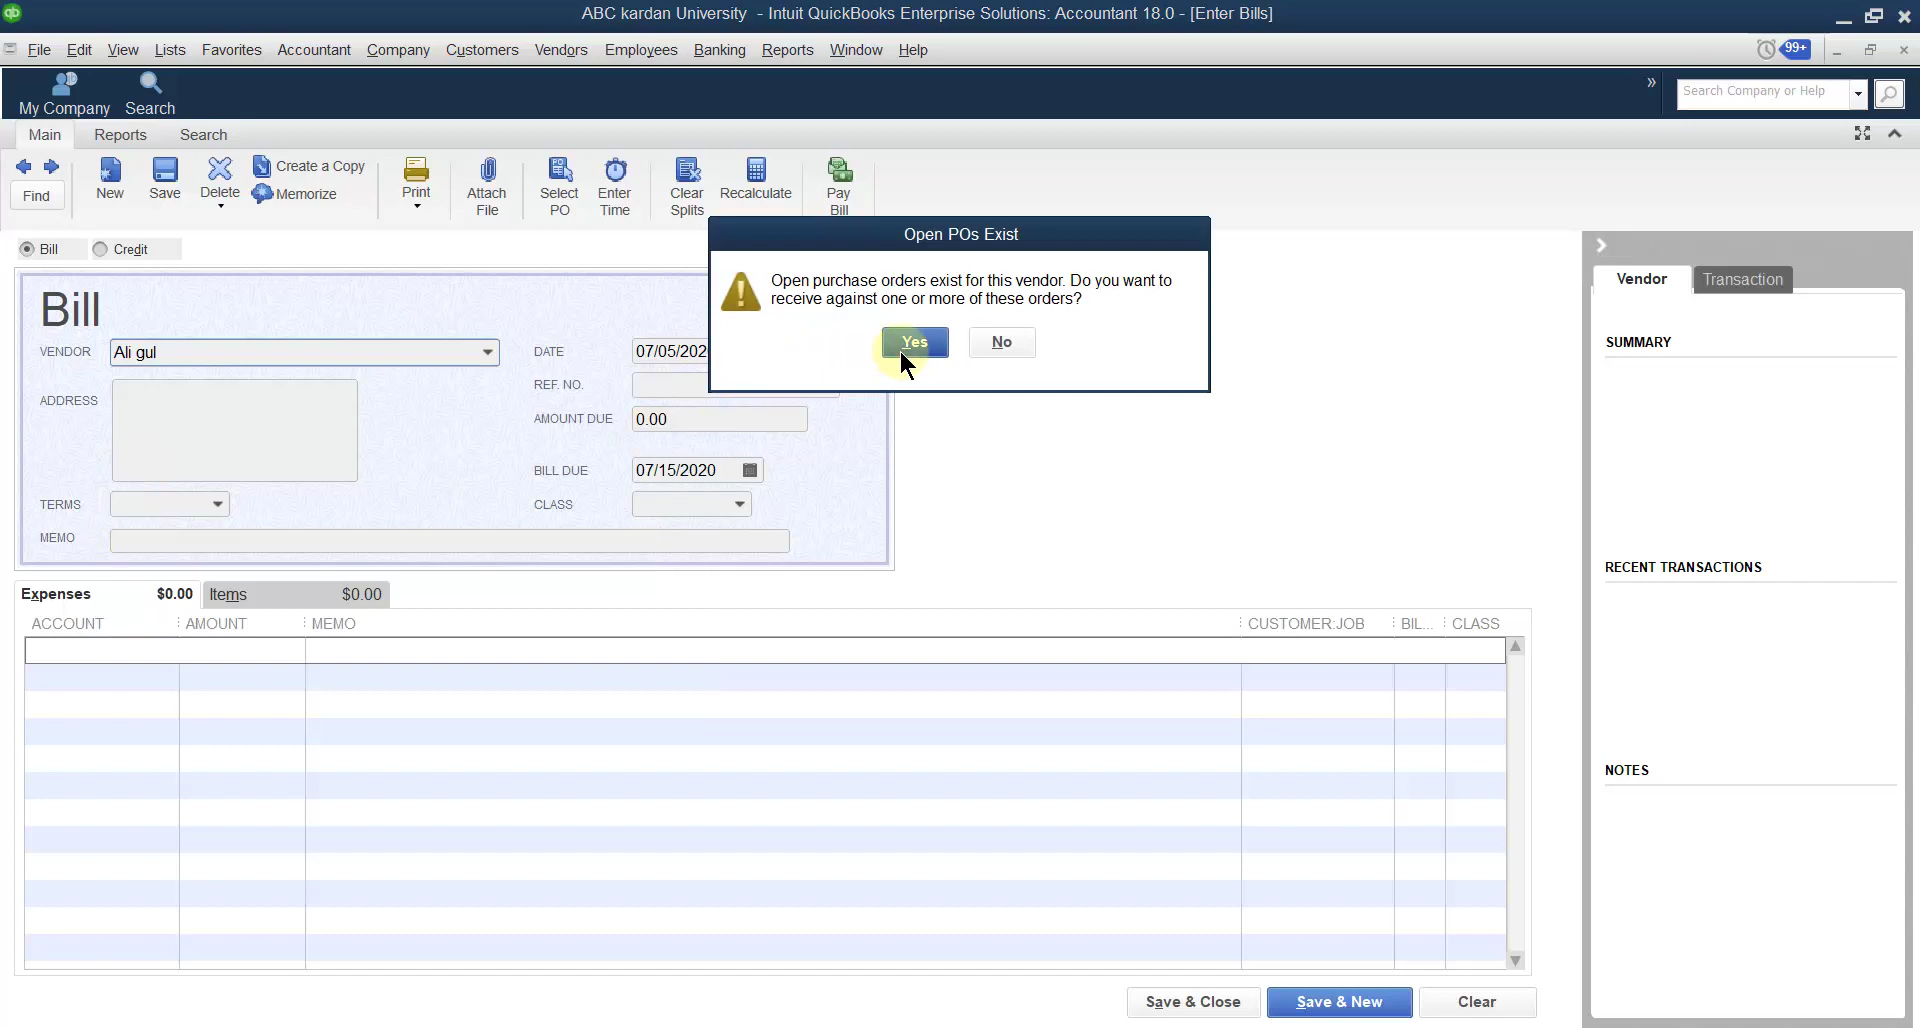 ABC kardan University - Intuit QuickBooks Enterprise Solutions: Accountant 18.0 - [Enter Bills]
File Edit View Lists Favorites Accountant Company Customers Vendors Employees Banking Reports Window Help
99+
My Company Search
Search Company or Help
Main Reports Search
Find
New Save Delete
Create a Copy
Memorize
Print
Attach File
Select PO
Enter Time
Clear Splits
Recalculate
Pay Bill
Open POs Exist
Open purchase orders exist for this vendor. Do you want to
receive against one or more of these orders?
Yes No
Bill Credit
Bill
VENDOR Ali gul
ADDRESS
TERMS
MEMO
DATE 07/05/202
REF. NO.
AMOUNT DUE 0.00
BILL DUE 07/15/2020
CLASS
Expenses $0.00 Items $0.00
ACCOUNT AMOUNT MEMO CUSTOMER:JOB BIL... CLASS
Save & Close Save & New Clear
Vendor Transaction
SUMMARY
RECENT TRANSACTIONS
NOTES